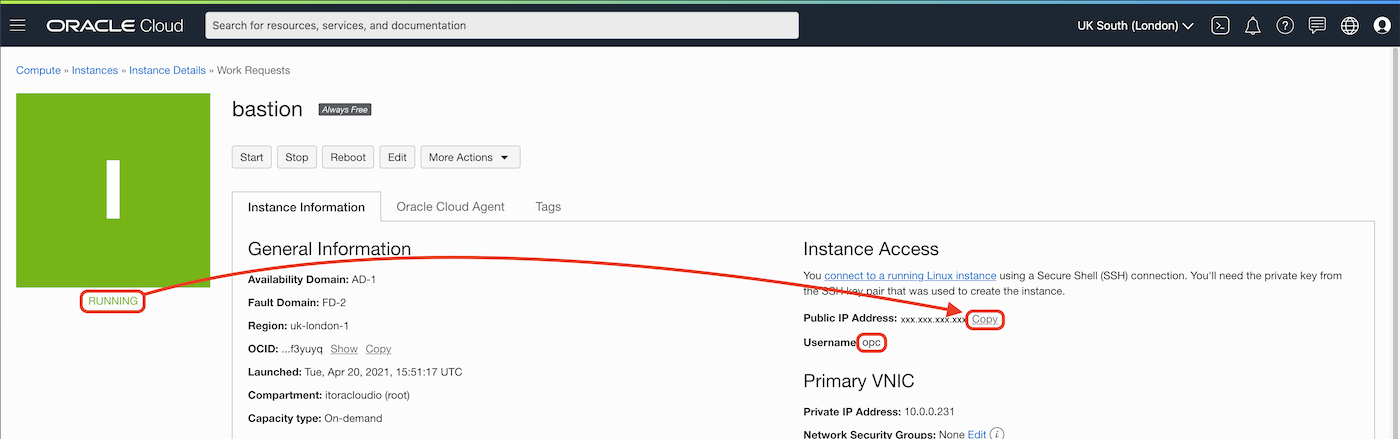 ORACLE Cloud
Search for resources, services, and documentation
UK South (London)
Compute » Instances » Instance Details » Work Requests
I
RUNNING
bastion
Always Free
Start Stop Reboot Edit More Actions
Instance Information Oracle Cloud Agent Tags
General Information
Availability Domain: AD-1
Fault Domain: FD-2
Region: uk-london-1
OCID: ...f3yuyq Show Copy
Launched: Tue, Apr 20, 2021, 15:51:17 UTC
Compartment: itoracloudio (root)
Capacity type: On-demand
Instance Access
You connect to a running Linux instance using a Secure Shell (SSH) connection. You'll need the private key from
the SSH key pair that was used to create the instance.
Public IP Address: xxx.xxx.xxx.xxx Copy
Username: opc
Primary VNIC
Private IP Address: 10.0.0.231
Network Security Groups: None Edit